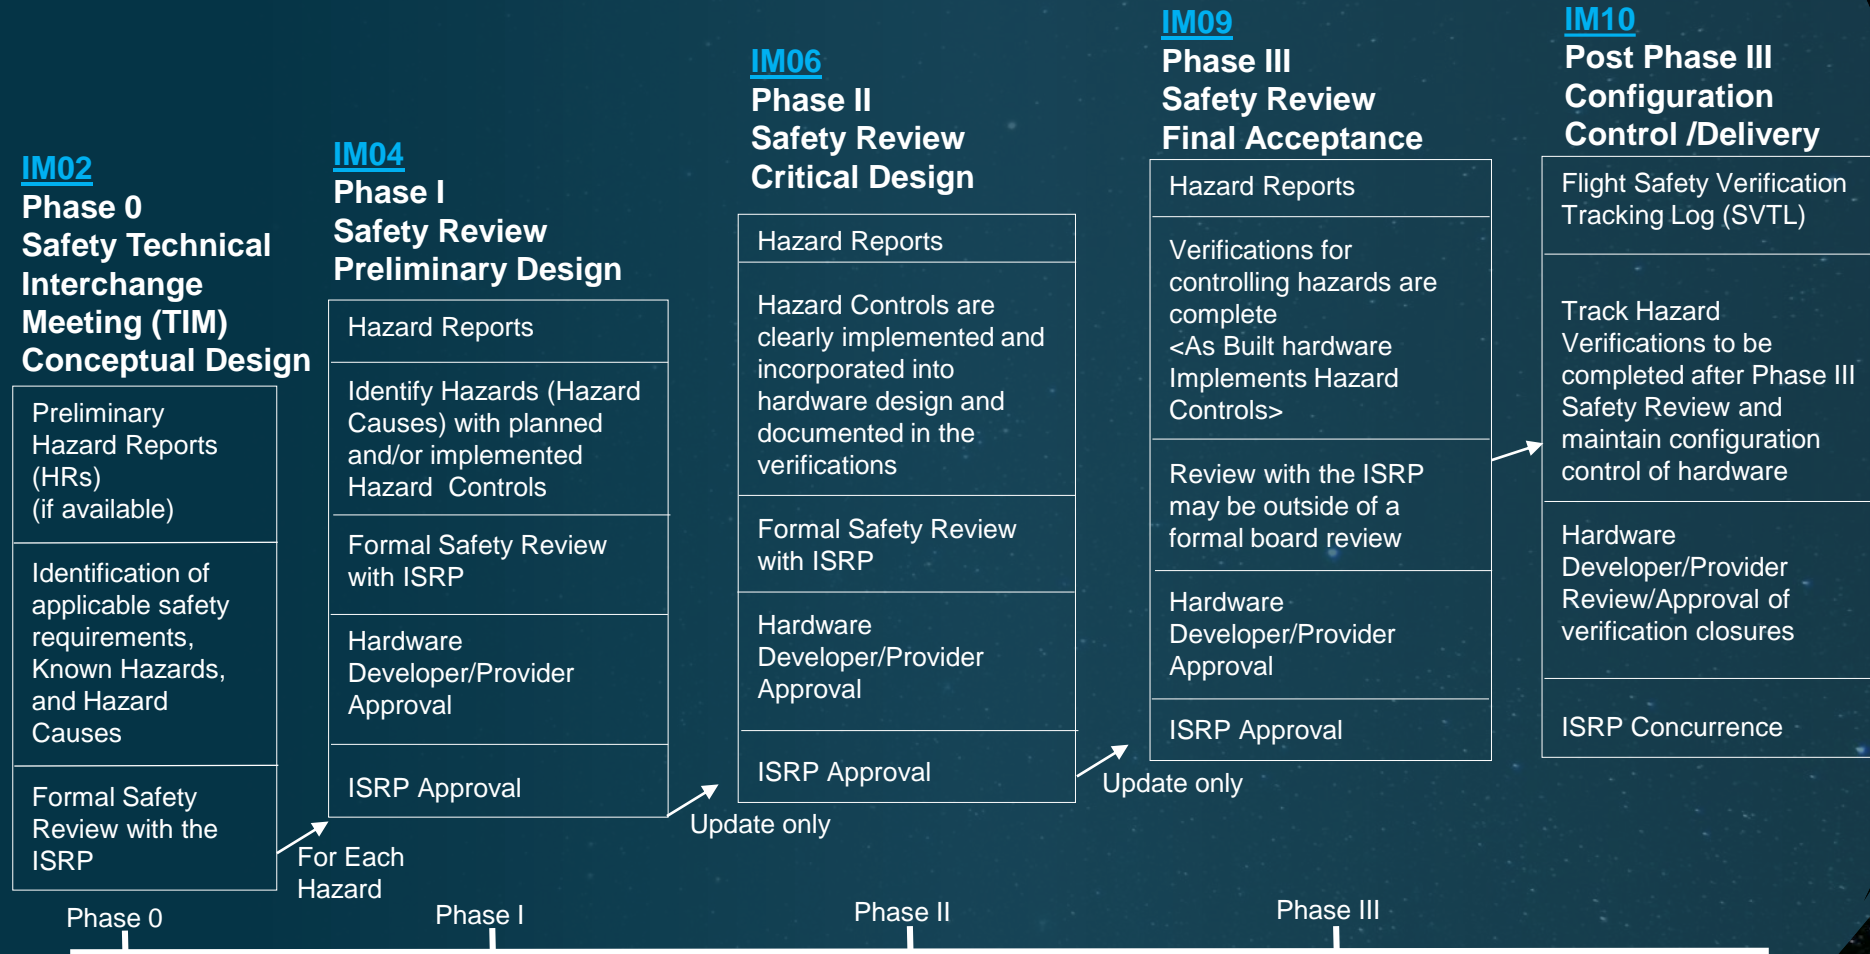 IM02
Phase 0
Safety Technical
Interchange
Meeting (TIM)
Conceptual Design
Preliminary
Hazard Reports
(HRs)
(if available)
Identification of
applicable safety
requirements,
Known Hazards,
and Hazard
Causes
Formal Safety
Review with the
ISRP
For Each
Hazard
IM04
Phase I
Safety Review
Preliminary Design
Hazard Reports
Identify Hazards (Hazard
Causes) with planned
and/or implemented
Hazard Controls
Formal Safety Review
with ISRP
Hardware
Developer/Provider
Approval
ISRP Approval
Update only
IM06
Phase II
Safety Review
Critical Design
Hazard Reports
Hazard Controls are
clearly implemented and
incorporated into
hardware design and
documented in the
verifications
Formal Safety Review
with ISRP
Hardware
Developer/Provider
Approval
ISRP Approval
Update only
IM09
Phase III
Safety Review
Final Acceptance
Hazard Reports
Verifications for
controlling hazards are
complete
<As Built hardware
Implements Hazard
Controls>
Review with the ISRP
may be outside of a
formal board review
Hardware
Developer/Provider
Approval
ISRP Approval
IM10
Post Phase III
Configuration
Control /Delivery
Flight Safety Verification
Tracking Log (SVTL)
Track Hazard
Verifications to be
completed after Phase III
Safety Review and
maintain configuration
control of hardware
Hardware
Developer/Provider
Review/Approval of
verification closures
ISRP Concurrence
Phase 0
Phase I
Phase II
Phase III